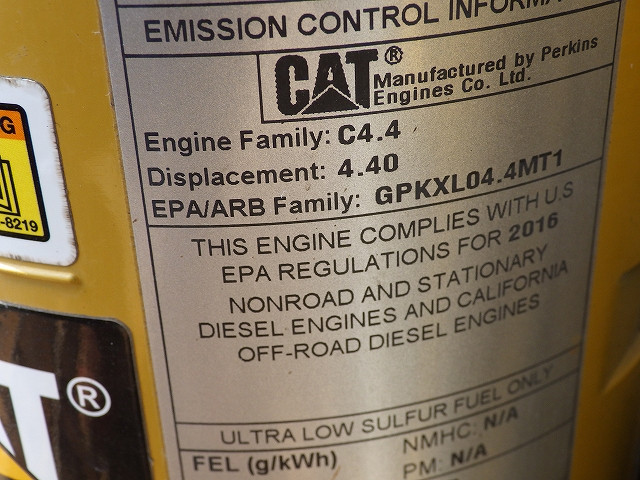 EMISSION CONTROL
CAT®
Manufactured by Perkins
Engines Co. Ltd.
Engine Family: C4.4
Displacement: 4.40
EPA/ARB Family: GPKXL04.4MT1
THIS ENGINE COMPLIES WITH U.S
EPA REGULATIONS FOR 2016
NONROAD AND STATIONARY
DIESEL ENGINES AND CALIFORNIA
OFF-ROAD DIESEL ENGINES
ULTRA LOW SULFUR FUEL ONLY
FEL (g/kWh)
NMHC: N/A
PM: N/A
G
-8219
AT®